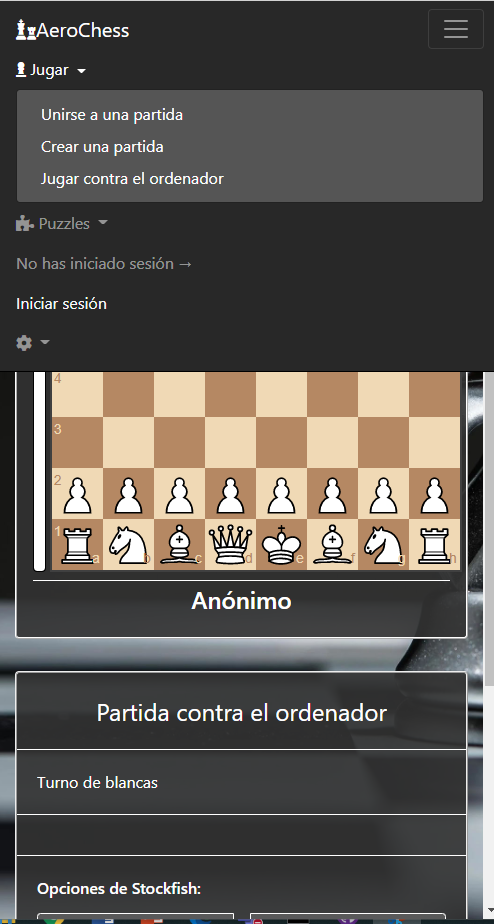 AeroChess
Jugar
Unirse a una partida
Crear una partida
Jugar contra el ordenador
Puzzles
No has iniciado sesión →
Iniciar sesión
4
3
2
1
a b c d e f g h
Anónimo
Partida contra el ordenador
Turno de blancas
Opciones de Stockfish: